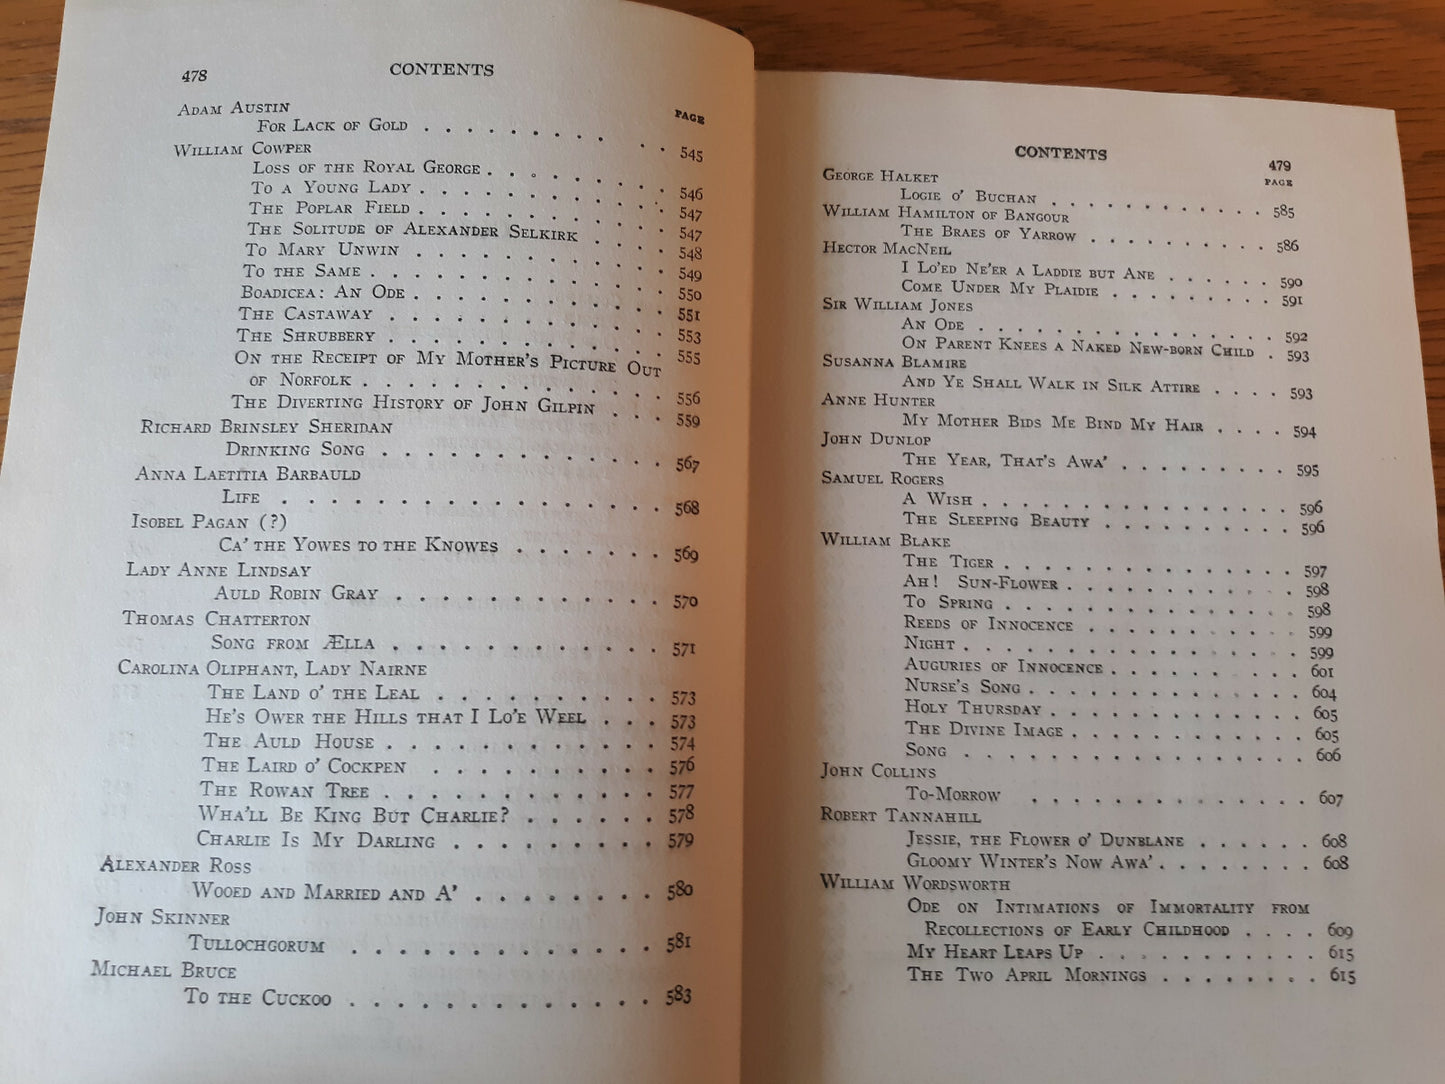 478
CONTENTS
PAGE
Adam Austin
For Lack of Gold . . . . . . . . . . 545
William Cowper
Loss of the Royal George . . . . . . . . 546
To a Young Lady . . . . . . . . . . . 547
The Poplar Field . . . . . . . . . . . 547
The Solitude of Alexander Selkirk . . . . 548
To Mary Unwin . . . . . . . . . . . 549
To the Same . . . . . . . . . . . . 550
Boadicea: An Ode . . . . . . . . . . . 551
The Castaway . . . . . . . . . . . . 553
The Shrubbery . . . . . . . . . . . . 555
On the Receipt of My Mother's Picture Out
of Norfolk . . . . . . . . . . . . 556
The Diverting History of John Gilpin . . . 559
Richard Brinsley Sheridan
Drinking Song . . . . . . . . . . . . 567
Anna Laetitia Barbauld
Life . . . . . . . . . . . . . . . 568
Isobel Pagan (?)
Ca' the Yowes to the Knowes . . . . . . 569
Lady Anne Lindsay
Auld Robin Gray . . . . . . . . . . . 570
Thomas Chatterton
Song from Ælla . . . . . . . . . . . 571
Carolina Oliphant, Lady Nairne
The Land o' the Leal . . . . . . . . . 573
He's Ower the Hills that I Lo'e Weel . . . 573
The Auld House . . . . . . . . . . . 574
The Laird o' Cockpen . . . . . . . . . 576
The Rowan Tree . . . . . . . . . . . 577
Wha'll Be King But Charlie? . . . . . . 578
Charlie Is My Darling . . . . . . . . . 579
Alexander Ross
Wooed and Married and A' . . . . . . . 580
John Skinner
Tullochgorum . . . . . . . . . . . . 581
Michael Bruce
To the Cuckoo . . . . . . . . . . . . 583
CONTENTS
479
PAGE
George Halket
Logie o' Buchan . . . . . . . . . . . 585
William Hamilton of Bangour
The Braes of Yarrow . . . . . . . . . 586
Hector MacNeil
I Lo'ed Ne'er a Laddie but Ane . . . . . 590
Come Under My Plaidie . . . . . . . . 591
Sir William Jones
An Ode . . . . . . . . . . . . . . 592
On Parent Knees a Naked New-born Child . 593
Susanna Blamire
And Ye Shall Walk in Silk Attire . . . . 593
Anne Hunter
My Mother Bids Me Bind My Hair . . . . 594
John Dunlop
The Year, That's Awa' . . . . . . . . 595
Samuel Rogers
A Wish . . . . . . . . . . . . . . 596
The Sleeping Beauty . . . . . . . . . 596
William Blake
The Tiger . . . . . . . . . . . . . 597
Ah! Sun-Flower . . . . . . . . . . . 598
To Spring . . . . . . . . . . . . . 598
Reeds of Innocence . . . . . . . . . . 599
Night . . . . . . . . . . . . . . . 599
Auguries of Innocence . . . . . . . . . 601
Nurse's Song . . . . . . . . . . . . 604
Holy Thursday . . . . . . . . . . . 605
The Divine Image . . . . . . . . . . . 605
Song . . . . . . . . . . . . . . . 606
John Collins
To-Morrow . . . . . . . . . . . . . 607
Robert Tannahill
Jessie, the Flower o' Dunblane . . . . . . 608
Gloomy Winter's Now Awa' . . . . . . . 608
William Wordsworth
Ode on Intimations of Immortality from
Recollections of Early Childhood . . . . 609
My Heart Leaps Up . . . . . . . . . . 615
The Two April Mornings . . . . . . . . 615